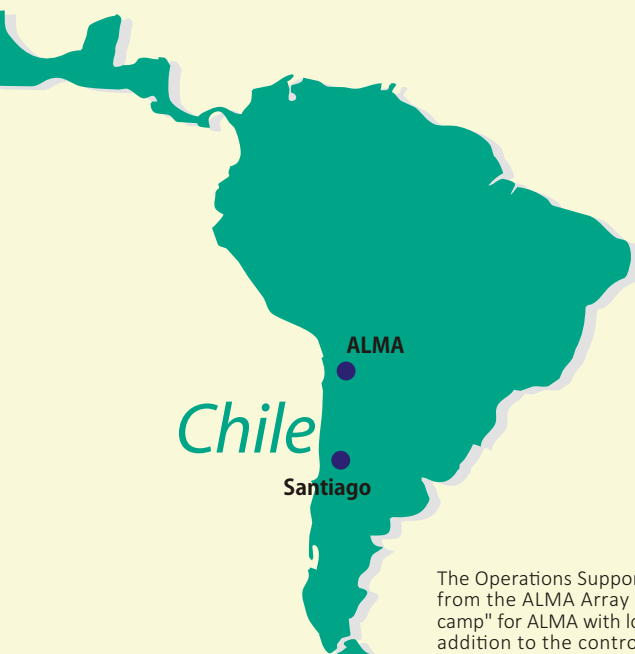 ALMA
Chile
Santiago
The Operations Suppor
from the ALMA Array
camp" for ALMA with lo
addition to the contro